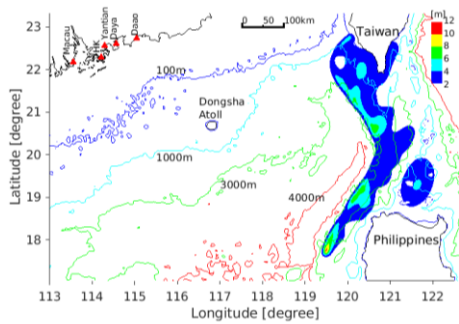 0 100km
[m]
12
10
8
6
4
2
Macau
HK
Yantian
Daya
Daao
Taiwan
100m
Dongsha
Atoll
1000m
3000m
4000m
Philippines
23
22
21
20
19
18
Latitude [degree]
113 114 115 116 117 118 119 120 121 122
Longitude [degree]